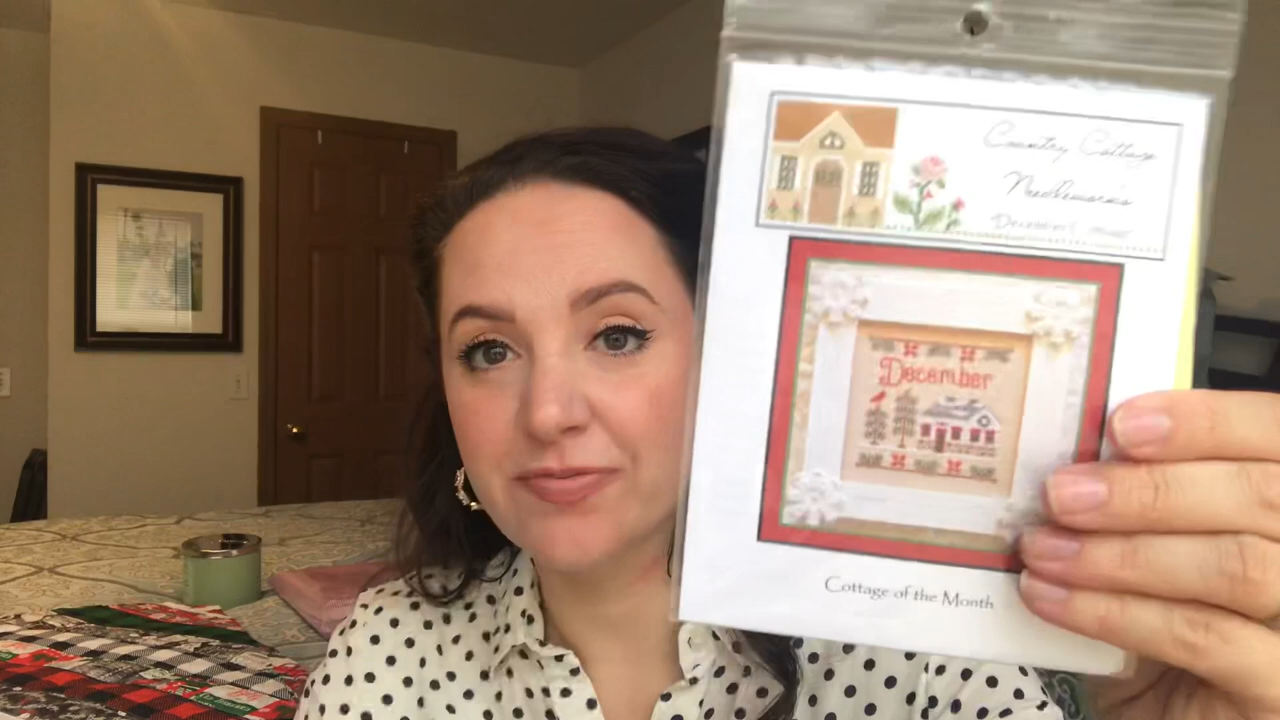 Country Cottage
Needleworks
December
Cottage of the Month